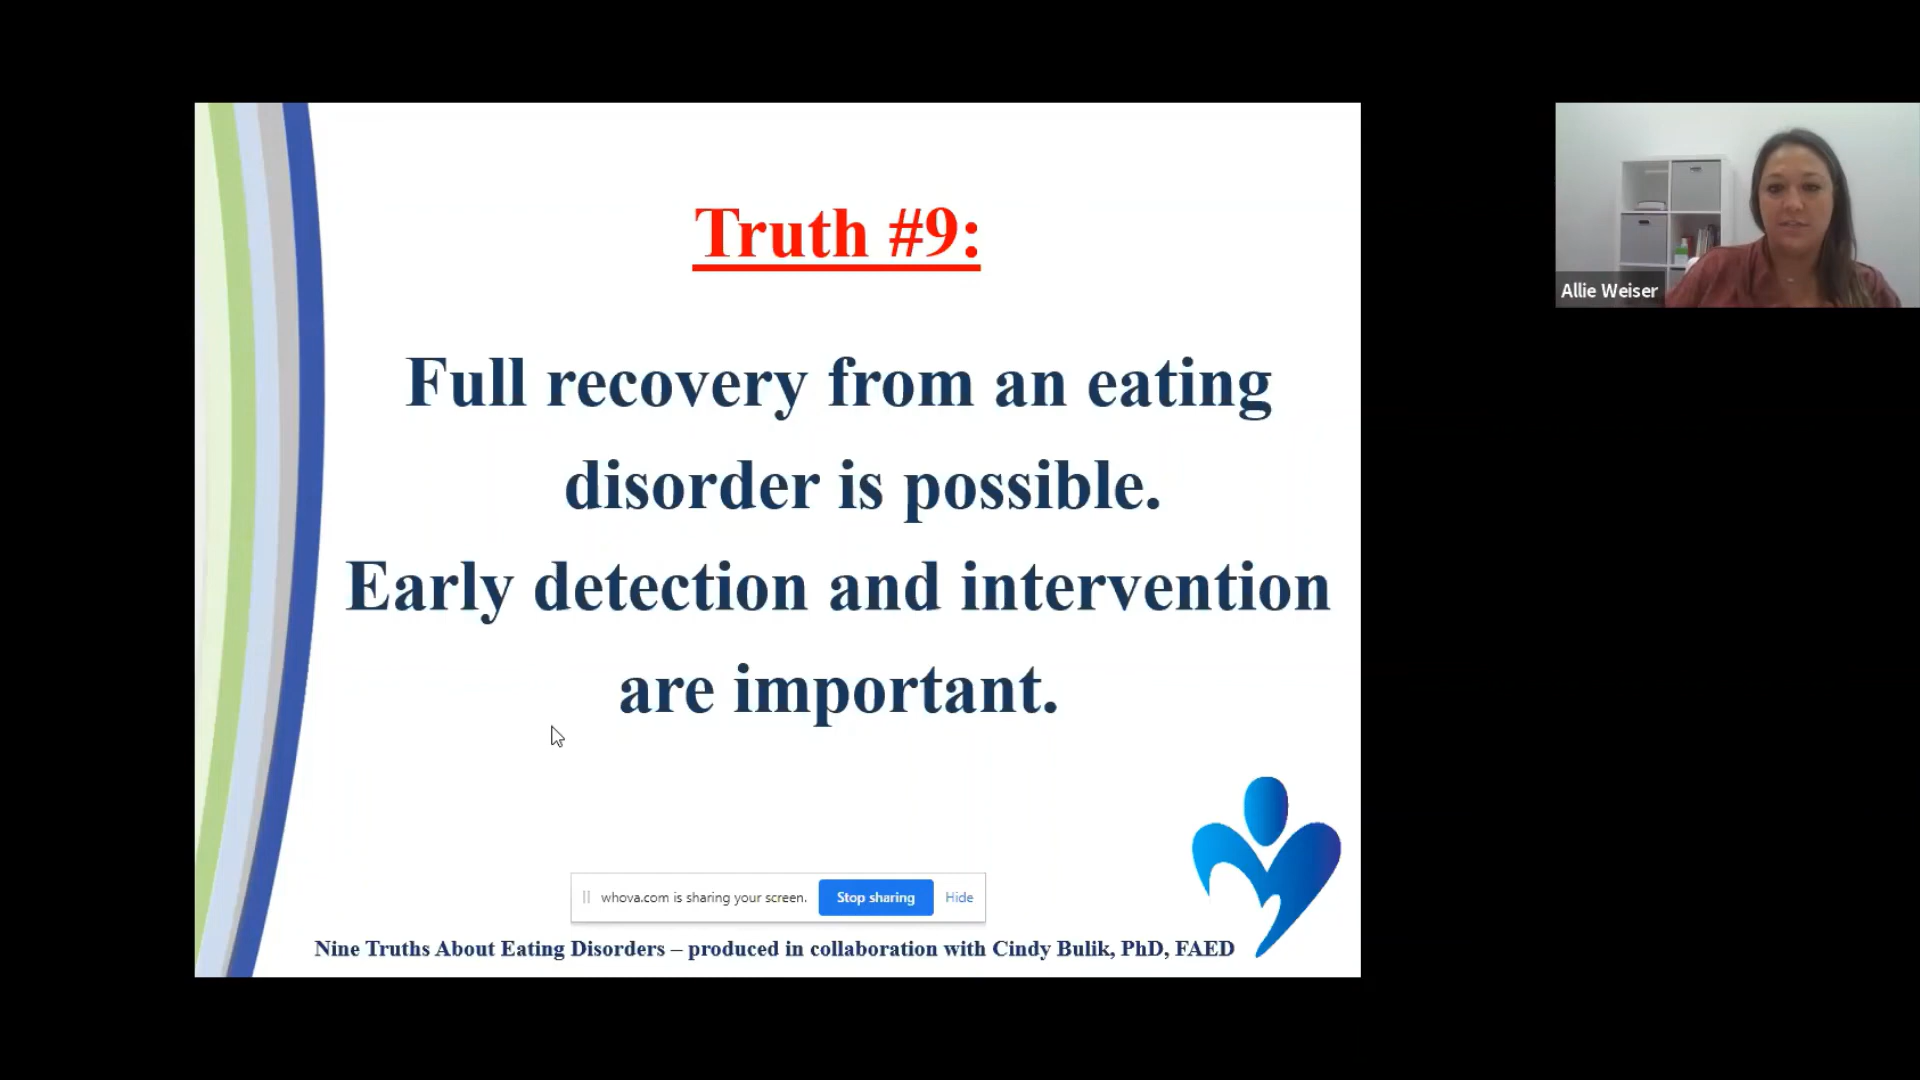 Truth #9:
Full recovery from an eating
disorder is possible.
Early detection and intervention
are important.
whova.com is sharing your screen.
Stop sharing
Hide
Nine Truths About Eating Disorders – produced in collaboration with Cindy Bulik, PhD, FAED
Allie Weiser